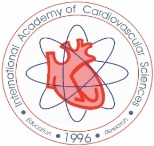 International Academy of Cardiovascular Sciences
• Education • 1996 • Research •